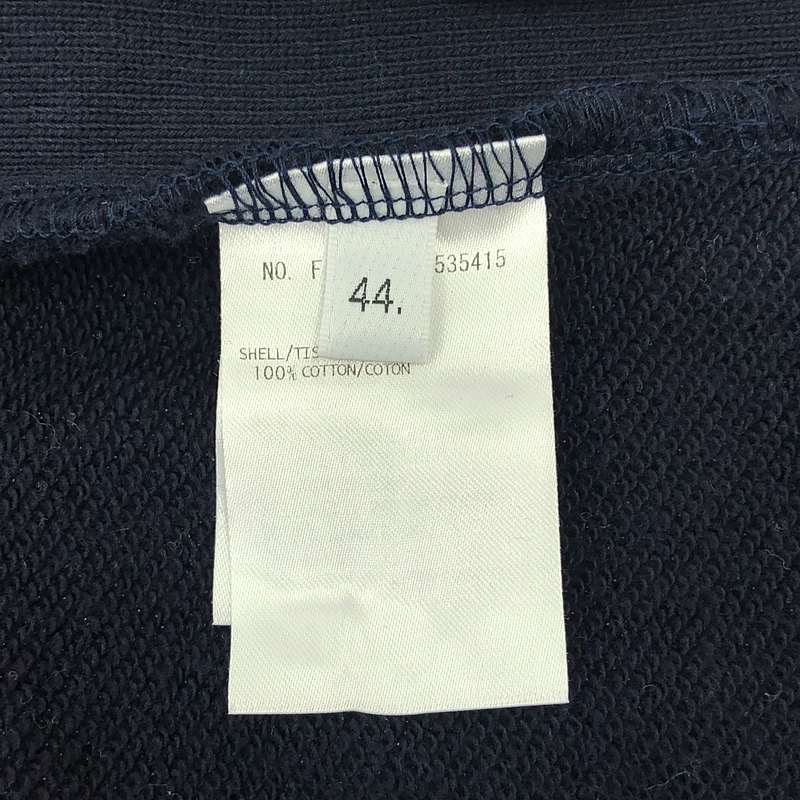 NO. F 535415
44.
SHELL/TIS
100% COTTON/COTON